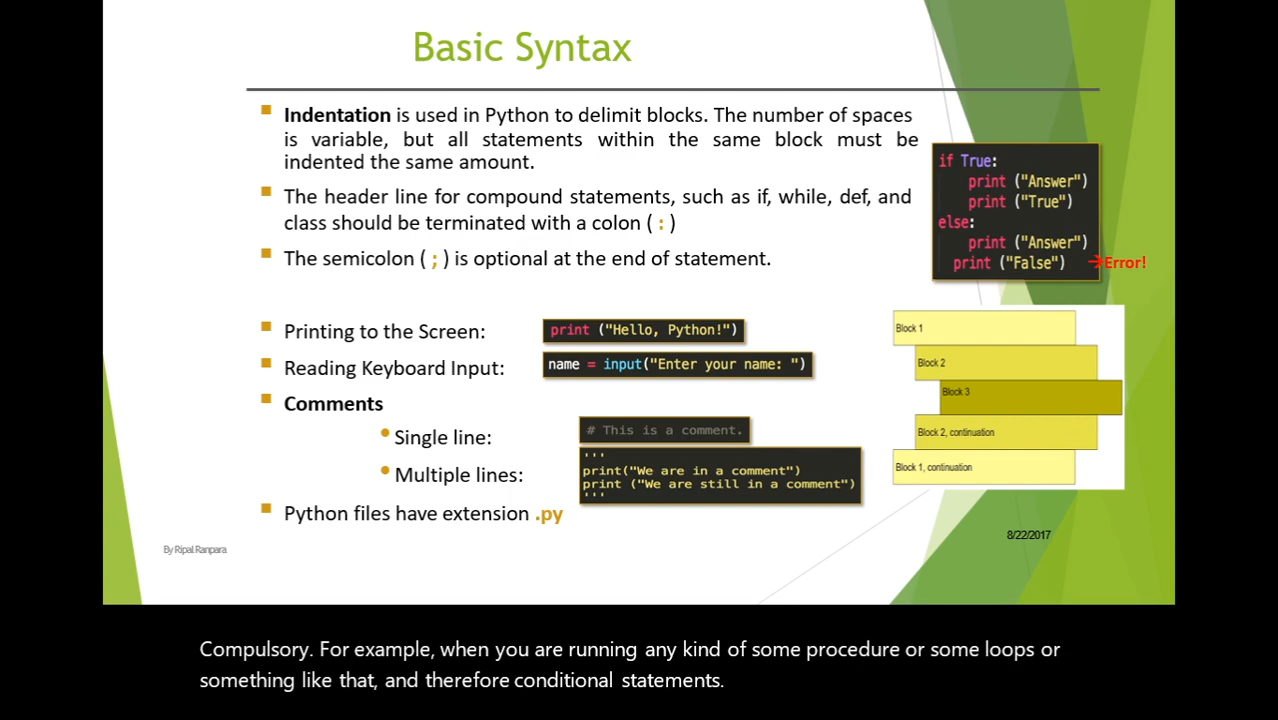 Basic Syntax
Indentation is used in Python to delimit blocks. The number of spaces
is variable, but all statements within the same block must be
indented the same amount.
The header line for compound statements, such as if, while, def, and
class should be terminated with a colon ( : )
The semicolon ( ; ) is optional at the end of statement.
if True:
print ("Answer")
print ("True")
else:
print ("Answer")
print ("False") →Error!
Printing to the Screen:
print ("Hello, Python!")
Reading Keyboard Input:
name = input("Enter your name: ")
Comments
Single line:
# This is a comment.
Multiple lines:
'''
print("We are in a comment")
print ("We are still in a comment")
'''
Python files have extension .py
Block 1
Block 2
Block 3
Block 2, continuation
Block 1, continuation
By Ripal Ranpara
8/22/2017
Compulsory. For example, when you are running any kind of some procedure or some loops or
something like that, and therefore conditional statements.